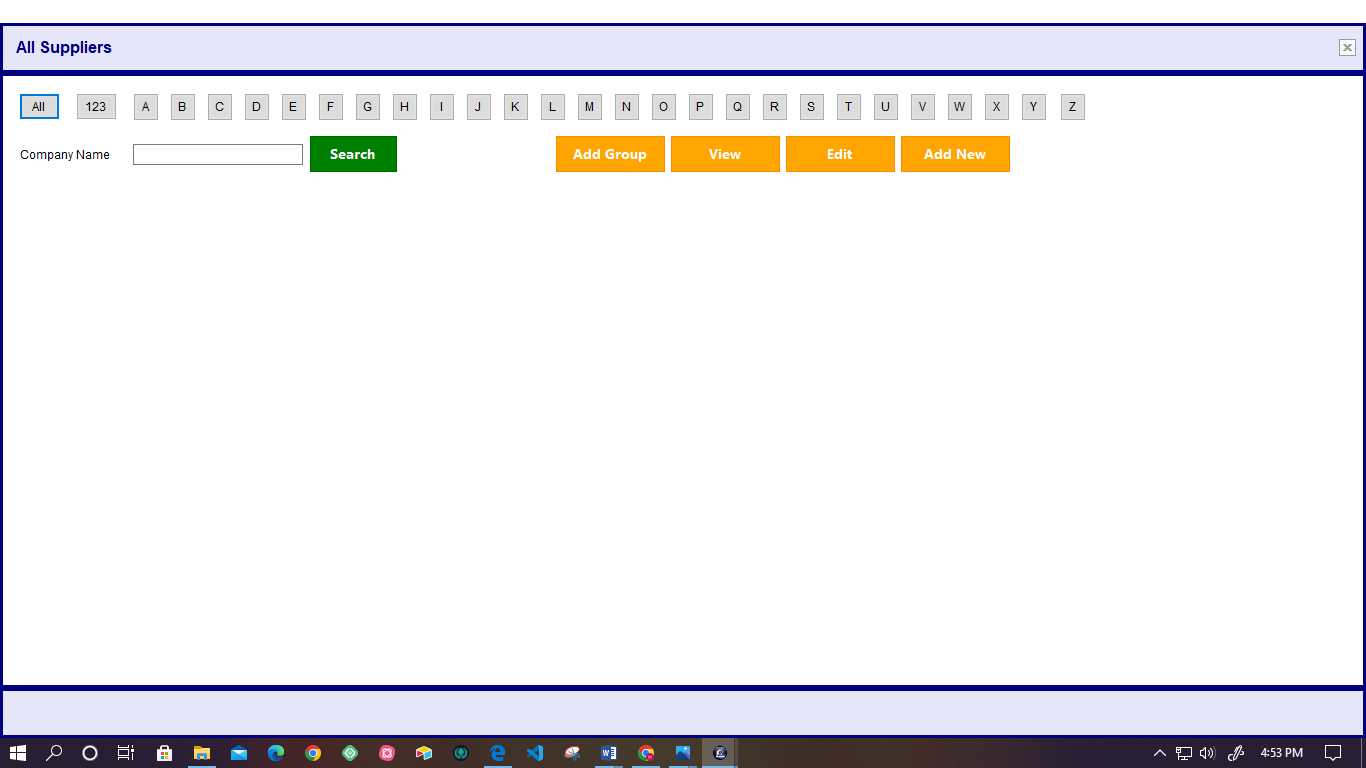 All Suppliers
All 123 A B C D E F G H I J K L M N O P Q R S T U V W X Y Z
Company Name Search Add Group View Edit Add New
4:53 PM